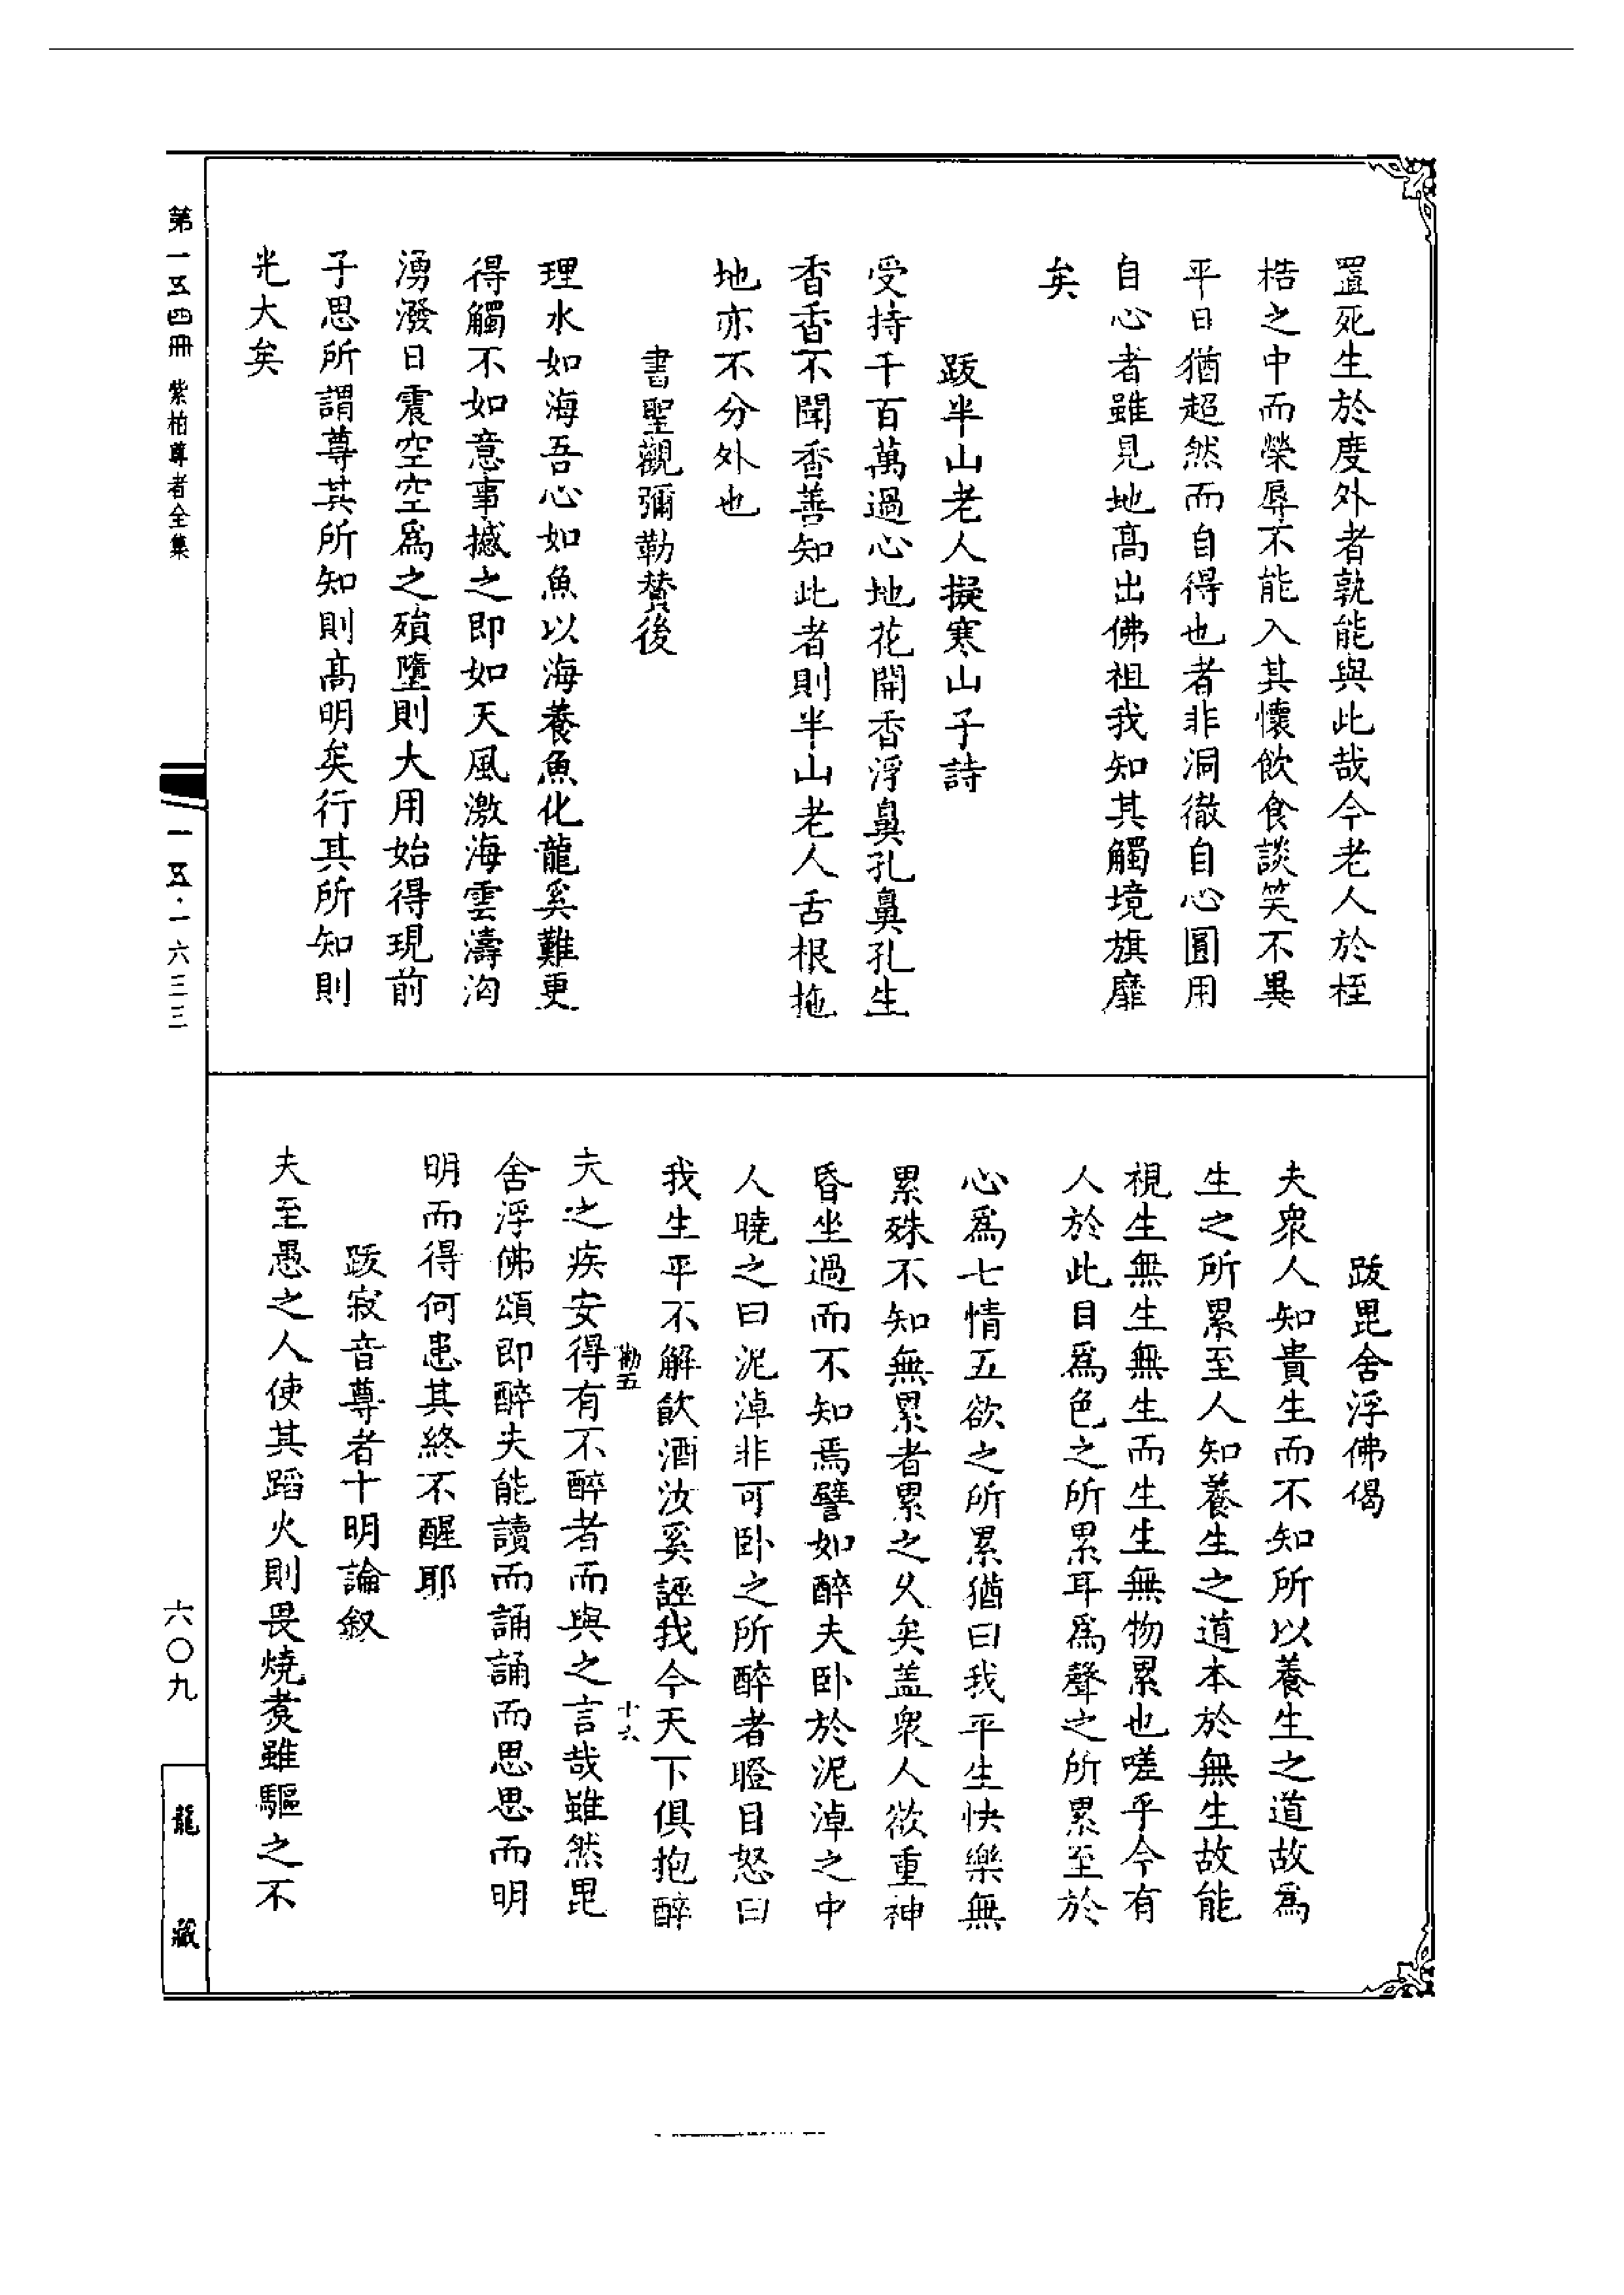 置死生於度外者孰能與此哉今老人於桎
梏之中而榮辱不能入其懷飲食談笑不異
平日猶超然而自得也者非洞徹自心圓用
自心者雖見地高出佛祖我知其觸境旗靡
矣
跋半山老人擬寒山子詩
受持千百萬過心地花開香浮鼻孔鼻孔生
香香不聞香善知此者則半山老人舌根拖
地亦不分外也
書聖觀彌勒賛後
理水如海吾心如魚以海養魚魚化龍奚難更
得觸不如意事撼之即如天風激海雲濤洶
湧潑日震空空為之殞墮則大用始得現前
子思所謂尊其所知則高明矣行其所知則
光大矣
跋毘舍浮佛偈
夫眾人知貴生而不知所以養生之道故為
生之所累至人知養生之道本於無生故能
視生無生無生而生生無物累也嗟乎今有
人於此目為色之所累耳為聲之所累至於
心為七情五欲之所累猶曰我平生快樂無
累殊不知無累者累之久矣盖眾人欲重神
昏坐過而不知焉譬如醉夫卧於泥淖之中
人曉之曰泥淖非可卧之所醉者瞪目怒曰
我生平不解飲酒汝奚誣我今天下俱抱醉
勸五
十六
夫之疾安得有不醉者而與之言哉雖然毘
舍浮佛頌即醉夫能讀而誦誦而思思而明
明而得何患其終不醒耶
跋寂音尊者十明論叙
夫至愚之人使其蹈火則畏燒煮雖驅之不
第一五四冊 紫柏尊者全集
一五·一六三三
六〇九
龍藏